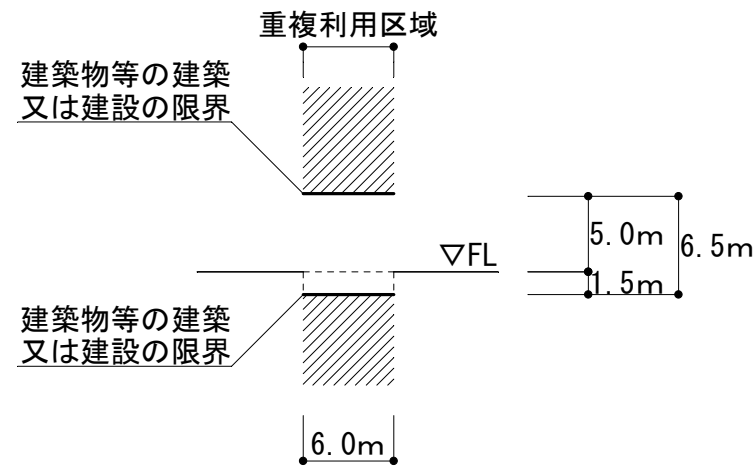 重複利用区域
建築物等の建築
又は建設の限界
▽FL
5.0m
6.5m
1.5m
建築物等の建築
又は建設の限界
6.0m